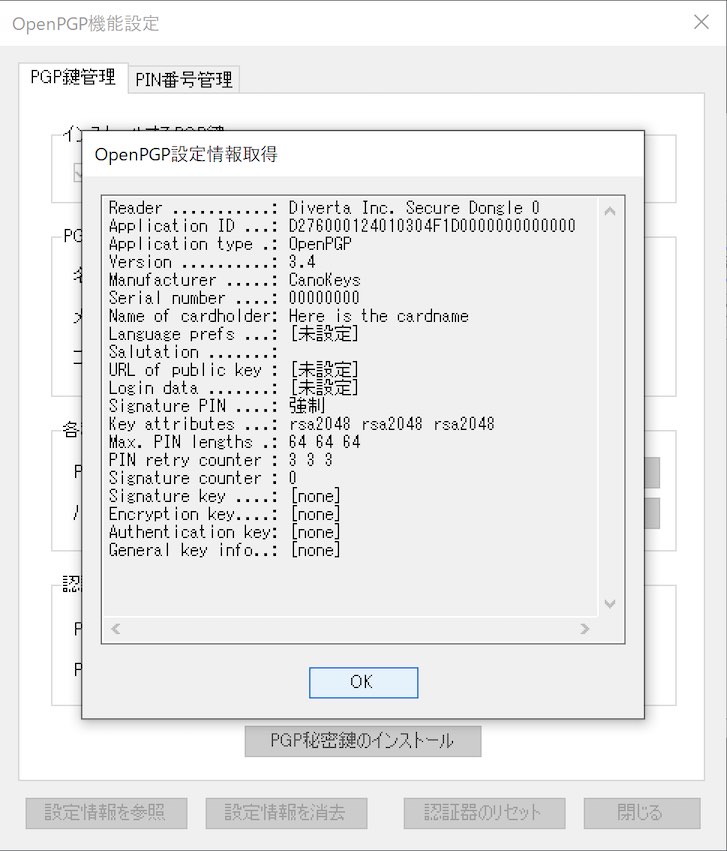 OpenPGP機能設定
PGP鍵管理 PIN番号管理
OpenPGP設定情報取得
Reader ...........: Diverta Inc. Secure Dongle 0
Application ID ...: D276000124010304F1D0000000000000
Application type .: OpenPGP
Version ..........: 3.4
Manufacturer .....: CanoKeys
Serial number ....: 00000000
Name of cardholder: Here is the cardname
Language prefs ...: [未設定]
Salutation .......:
URL of public key : [未設定]
Login data .......: [未設定]
Signature PIN ....: 強制
Key attributes ...: rsa2048 rsa2048 rsa2048
Max. PIN lengths .: 64 64 64
PIN retry counter : 3 3 3
Signature counter : 0
Signature key ....: [none]
Encryption key....: [none]
Authentication key: [none]
General key info..: [none]
OK
PGP秘密鍵のインストール
設定情報を参照 設定情報を消去 認証器のリセット 閉じる